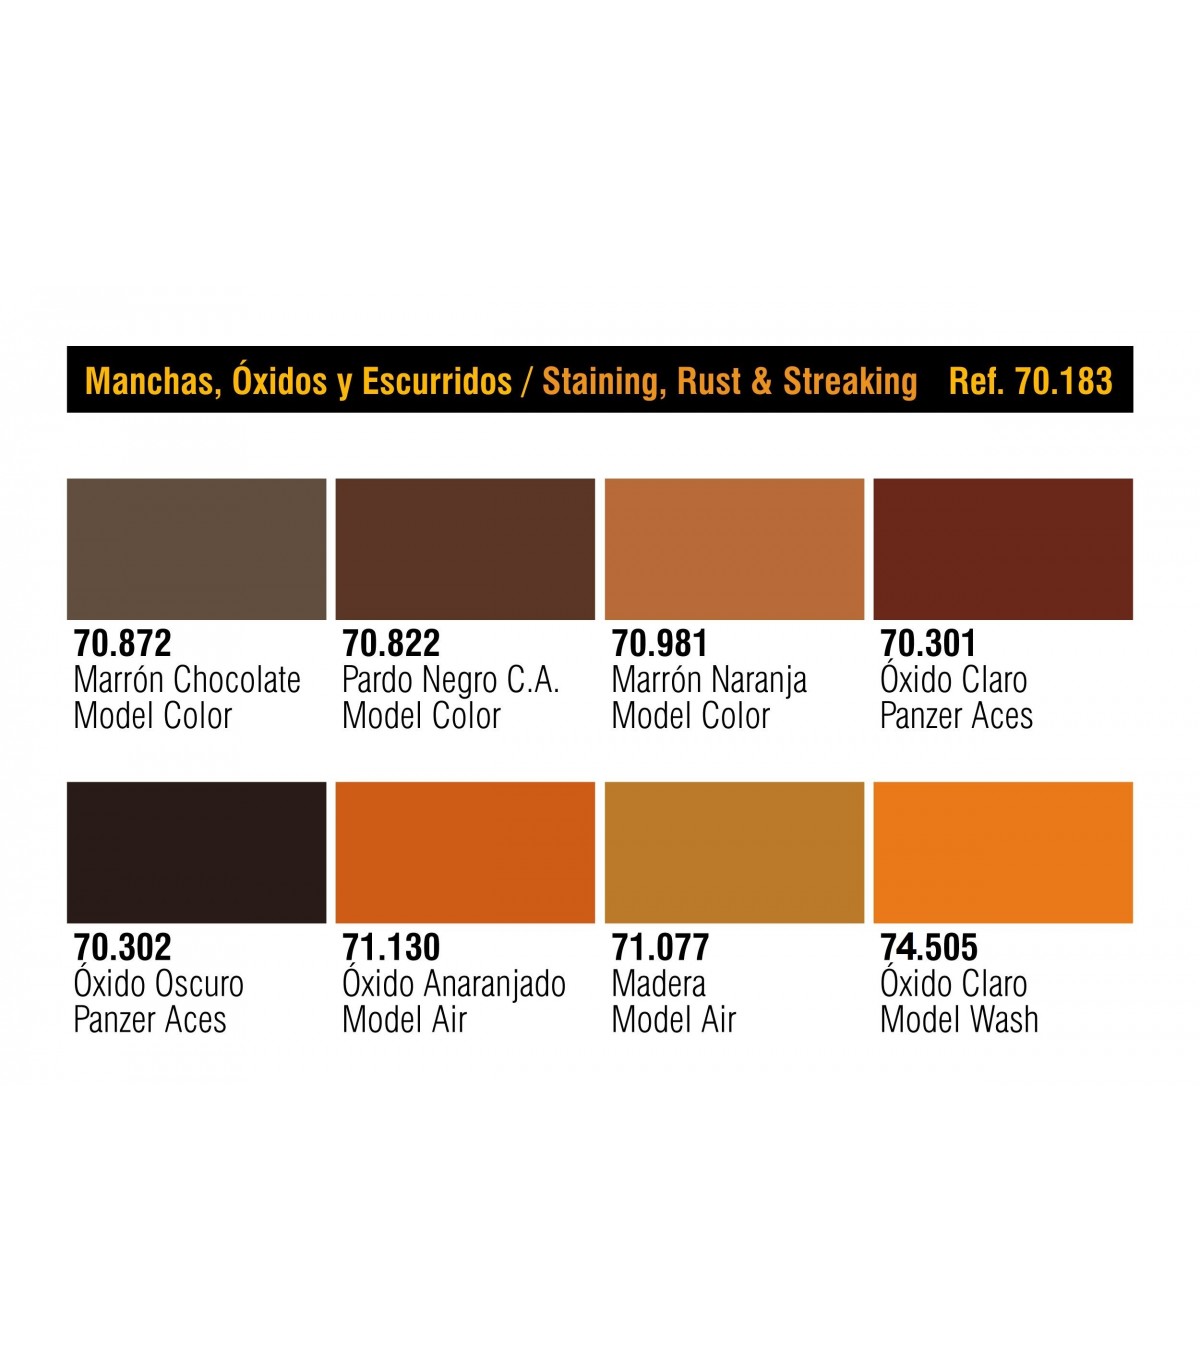 Manchas, Óxidos y Escurridos / Staining, Rust & Streaking Ref. 70.183
70.872
Marrón Chocolate
Model Color
70.822
Pardo Negro C.A.
Model Color
70.981
Marrón Naranja
Model Color
70.301
Óxido Claro
Panzer Aces
70.302
Óxido Oscuro
Panzer Aces
71.130
Óxido Anaranjado
Model Air
71.077
Madera
Model Air
74.505
Óxido Claro
Model Wash